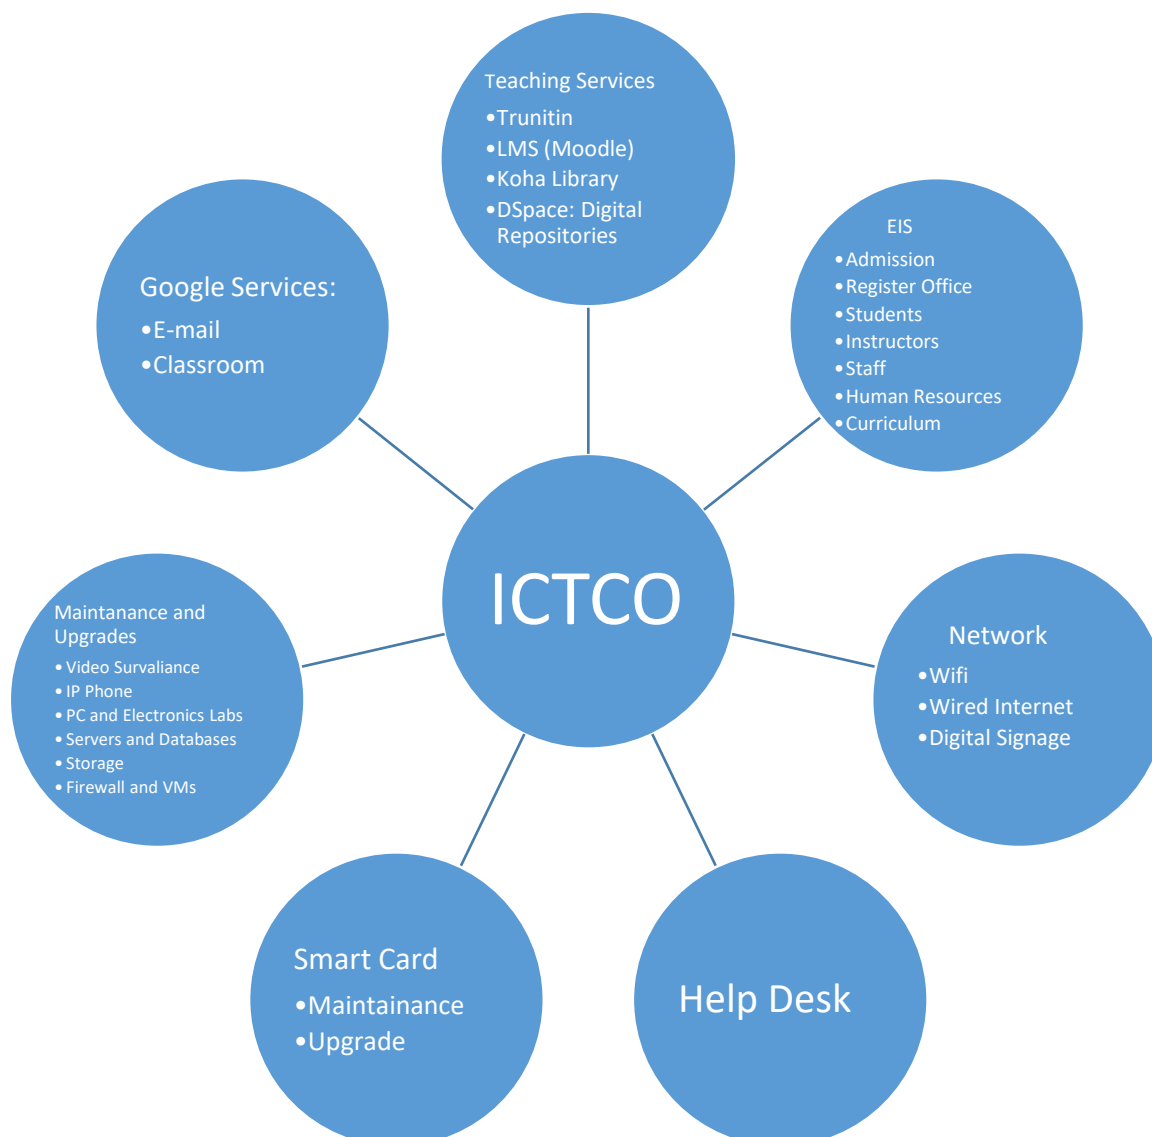 Teaching Services
•Trunitin
•LMS (Moodle)
•Koha Library
•DSpace: Digital
Repositories
EIS
•Admission
•Register Office
•Students
•Instructors
•Staff
•Human Resources
•Curriculum
Network
•Wifi
•Wired Internet
•Digital Signage
Help Desk
Smart Card
•Maintainance
•Upgrade
Maintanance and
Upgrades
•Video Survaliance
•IP Phone
•PC and Electronics Labs
•Servers and Databases
•Storage
•Firewall and VMs
Google Services:
•E-mail
•Classroom
ICTCO